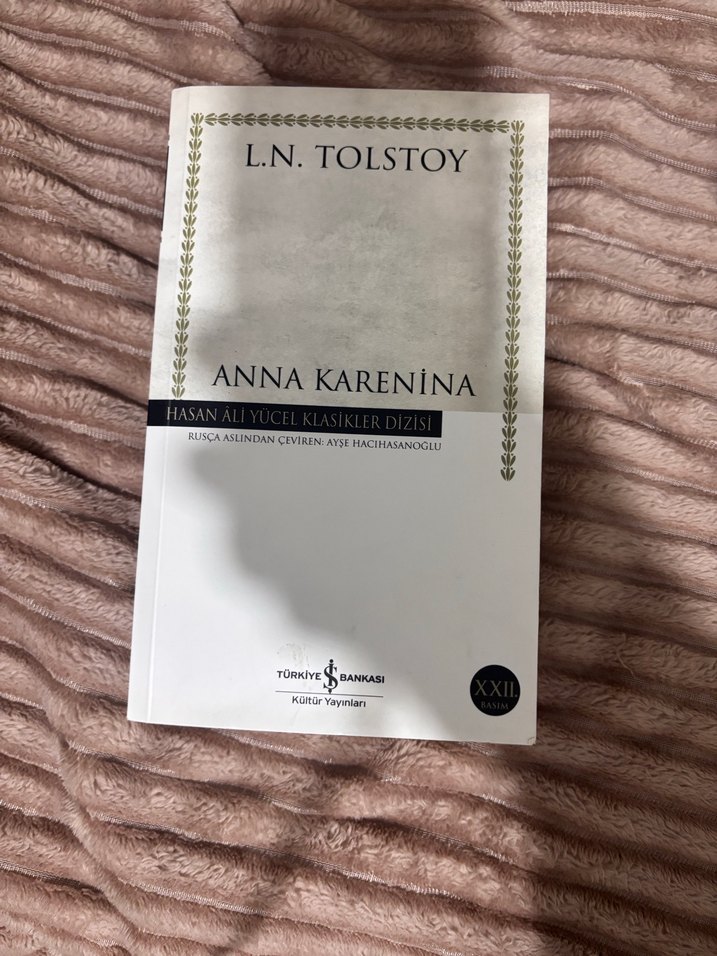 L.N. TOLSTOY
ANNA KARENİNA
HASAN ÂLİ YÜCEL KLASİKLER DİZİSİ
RUSÇA ASLINDAN ÇEVİREN: AYŞE HACIHASANOĞLU
TÜRKİYE İŞ BANKASI
Kültür Yayınları
XXII.
BASIM